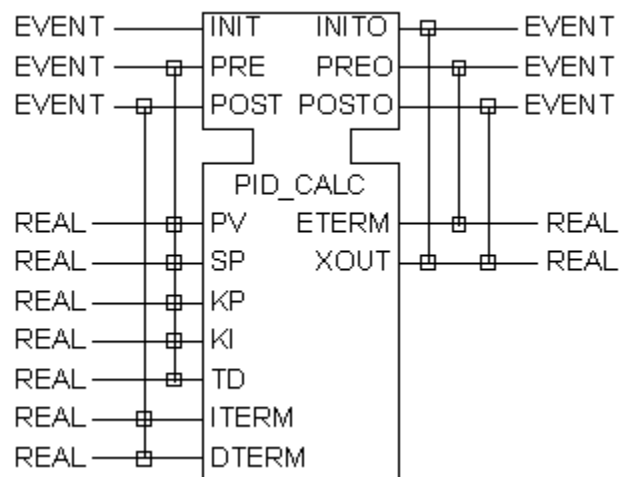 EVENT INIT INITO EVENT
EVENT PRE PREO EVENT
EVENT POST POSTO EVENT
PID_CALC
REAL PV ETERM REAL
REAL SP XOUT REAL
REAL KP
REAL KI
REAL TD
REAL ITERM
REAL DTERM